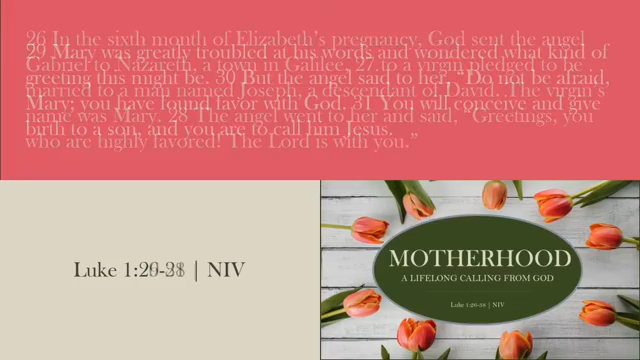 26 In the sixth month of Elizabeth's pregnancy, God sent the angel
Gabriel to Nazareth, a town in Galilee, 27 to a virgin pledged to be
married to a man named Joseph, a descendant of David. The virgin's
name was Mary. 28 The angel went to her and said, “Greetings, you
who are highly favored! The Lord is with you.”
29 Mary was greatly troubled at his words and wondered what kind of
greeting this might be. 30 But the angel said to her, “Do not be afraid,
Mary; you have found favor with God. 31 You will conceive and give
birth to a son, and you are to call him Jesus.
Luke | NIV
MOTHERHOOD
A LIFELONG CALLING FROM GOD
Luke 1:26-38 | NIV